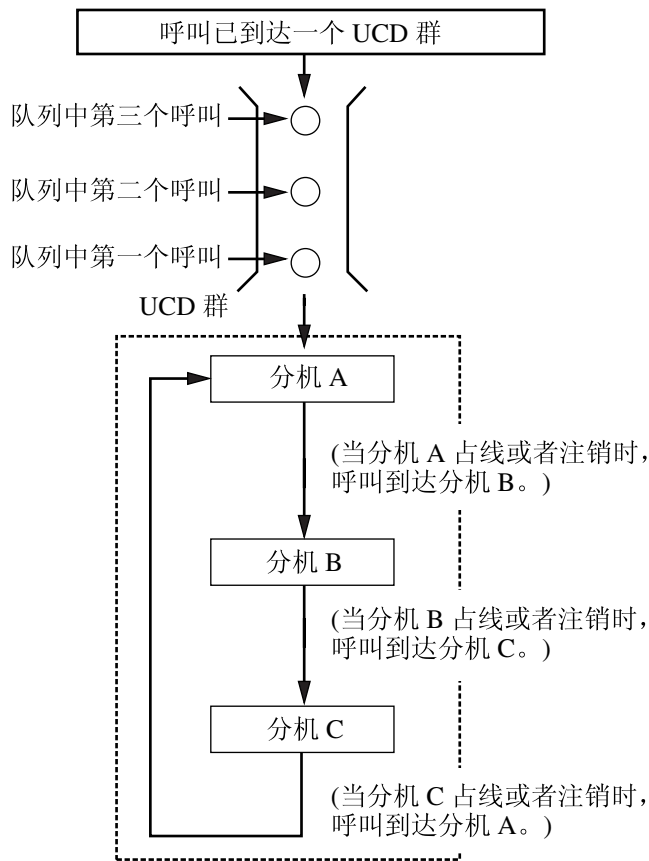 呼叫已到达一个 UCD 群
队列中第三个呼叫
队列中第二个呼叫
队列中第一个呼叫
UCD 群
分机 A
(当分机 A 占线或者注销时,
呼叫到达分机 B。)
分机 B
(当分机 B 占线或者注销时,
呼叫到达分机 C。)
分机 C
(当分机 C 占线或者注销时,
呼叫到达分机 A。)